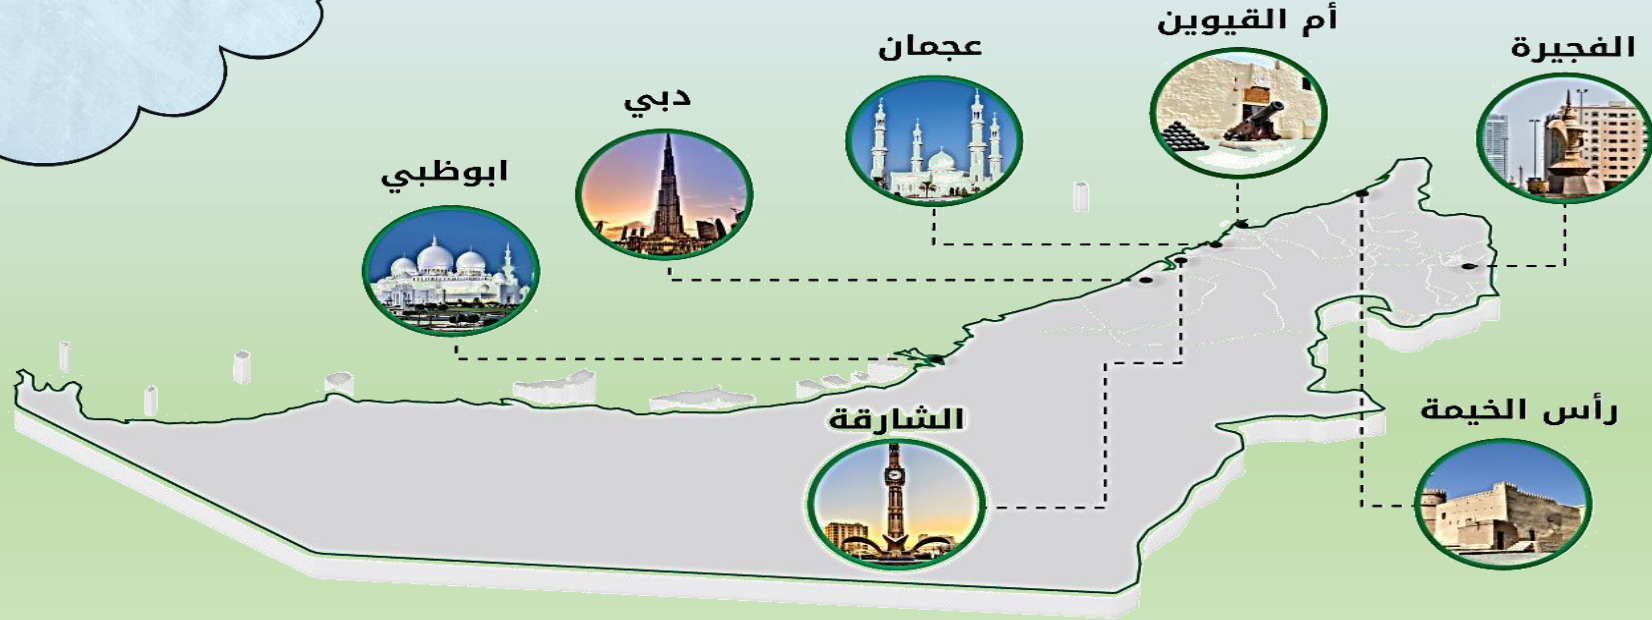 أم القيوين
الفجيرة
عجمان
دبي
ابوظبي
رأس الخيمة
الشارقة